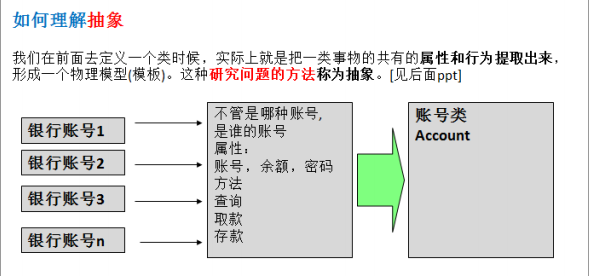 如何理解抽象
我们在前面去定义一个类时候，实际上就是把一类事物的共有的属性和行为提取出来，
形成一个物理模型(模板)。这种研究问题的方法称为抽象。[见后面ppt]
银行账号1
银行账号2
银行账号3
银行账号n
不管是哪种账号,
是谁的账号
属性：
账号，余额，密码
方法
查询
取款
存款
账号类
Account